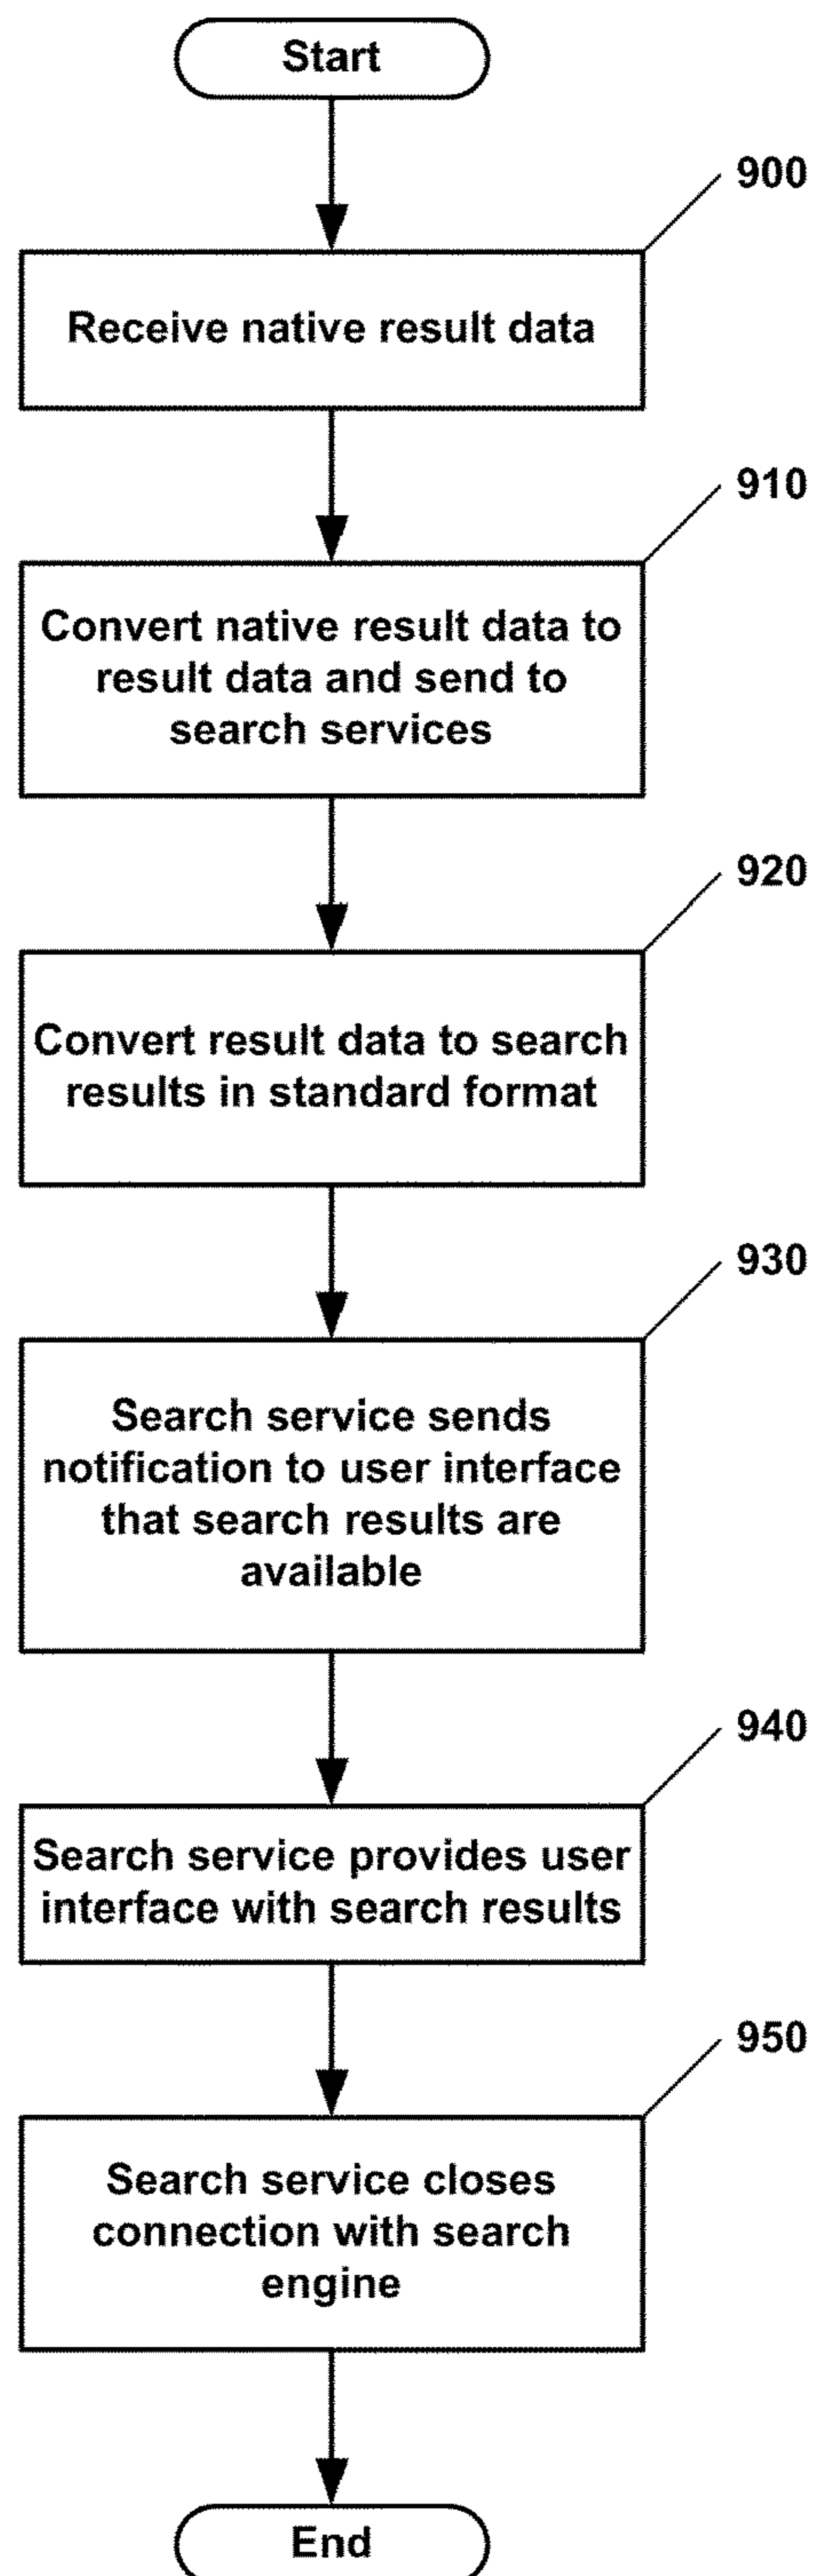 Start
900
Receive native result data
910
Convert native result data to
result data and send to
search services
920
Convert result data to search
results in standard format
930
Search service sends
notification to user interface
that search results are
available
940
Search service provides user
interface with search results
950
Search service closes
connection with search
engine
End